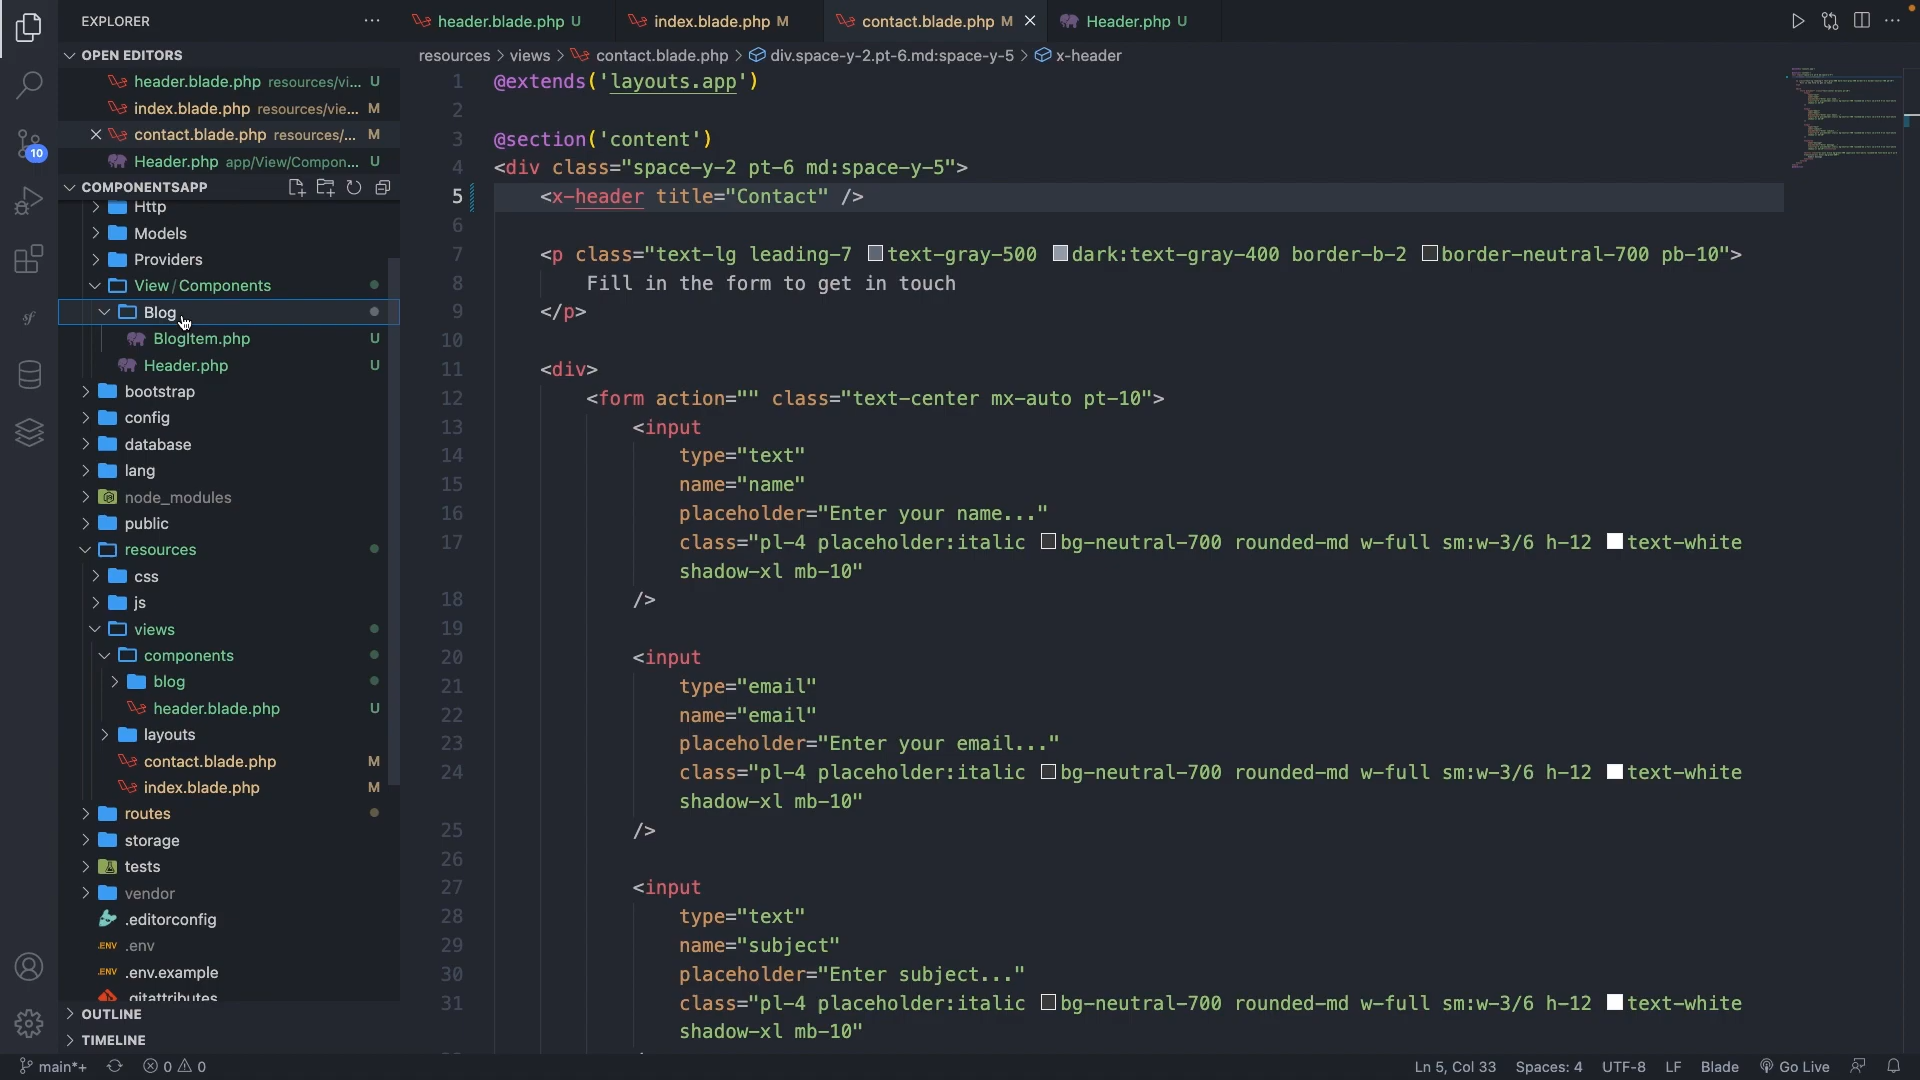 EXPLORER
header.blade.php U
index.blade.php M
contact.blade.php M
Header.php U
OPEN EDITORS
header.blade.php resources/vi... U
index.blade.php resources/vie... M
contact.blade.php resources/... M
Header.php app/View/Compon... U
COMPONENTSAPP
Http
Models
Providers
View/Components
Blog
BlogItem.php U
Header.php U
bootstrap
config
database
lang
node_modules
public
resources
css
js
views
components
blog
header.blade.php U
layouts
contact.blade.php M
index.blade.php M
routes
storage
tests
vendor
.editorconfig
.ENV .env
.ENV .env.example
.gitattributes
OUTLINE
TIMELINE
10
resources > views > contact.blade.php > div.space-y-2.pt-6.md:space-y-5 > x-header
1 @extends('layouts.app')
2
3 @section('content')
4 <div class="space-y-2 pt-6 md:space-y-5">
5 <x-header title="Contact" />
6
7 <p class="text-lg leading-7 text-gray-500 dark:text-gray-400 border-b-2 border-neutral-700 pb-10">
8 Fill in the form to get in touch
9 </p>
10
11 <div>
12 <form action="" class="text-center mx-auto pt-10">
13 <input
14 type="text"
15 name="name"
16 placeholder="Enter your name..."
17 class="pl-4 placeholder:italic bg-neutral-700 rounded-md w-full sm:w-3/6 h-12 text-white
shadow-xl mb-10"
18 />
19
20 <input
21 type="email"
22 name="email"
23 placeholder="Enter your email..."
24 class="pl-4 placeholder:italic bg-neutral-700 rounded-md w-full sm:w-3/6 h-12 text-white
shadow-xl mb-10"
25 />
26
27 <input
28 type="text"
29 name="subject"
30 placeholder="Enter subject..."
31 class="pl-4 placeholder:italic bg-neutral-700 rounded-md w-full sm:w-3/6 h-12 text-white
shadow-xl mb-10"
main*+ 0 0 Ln 5, Col 33 Spaces: 4 UTF-8 LF Blade Go Live